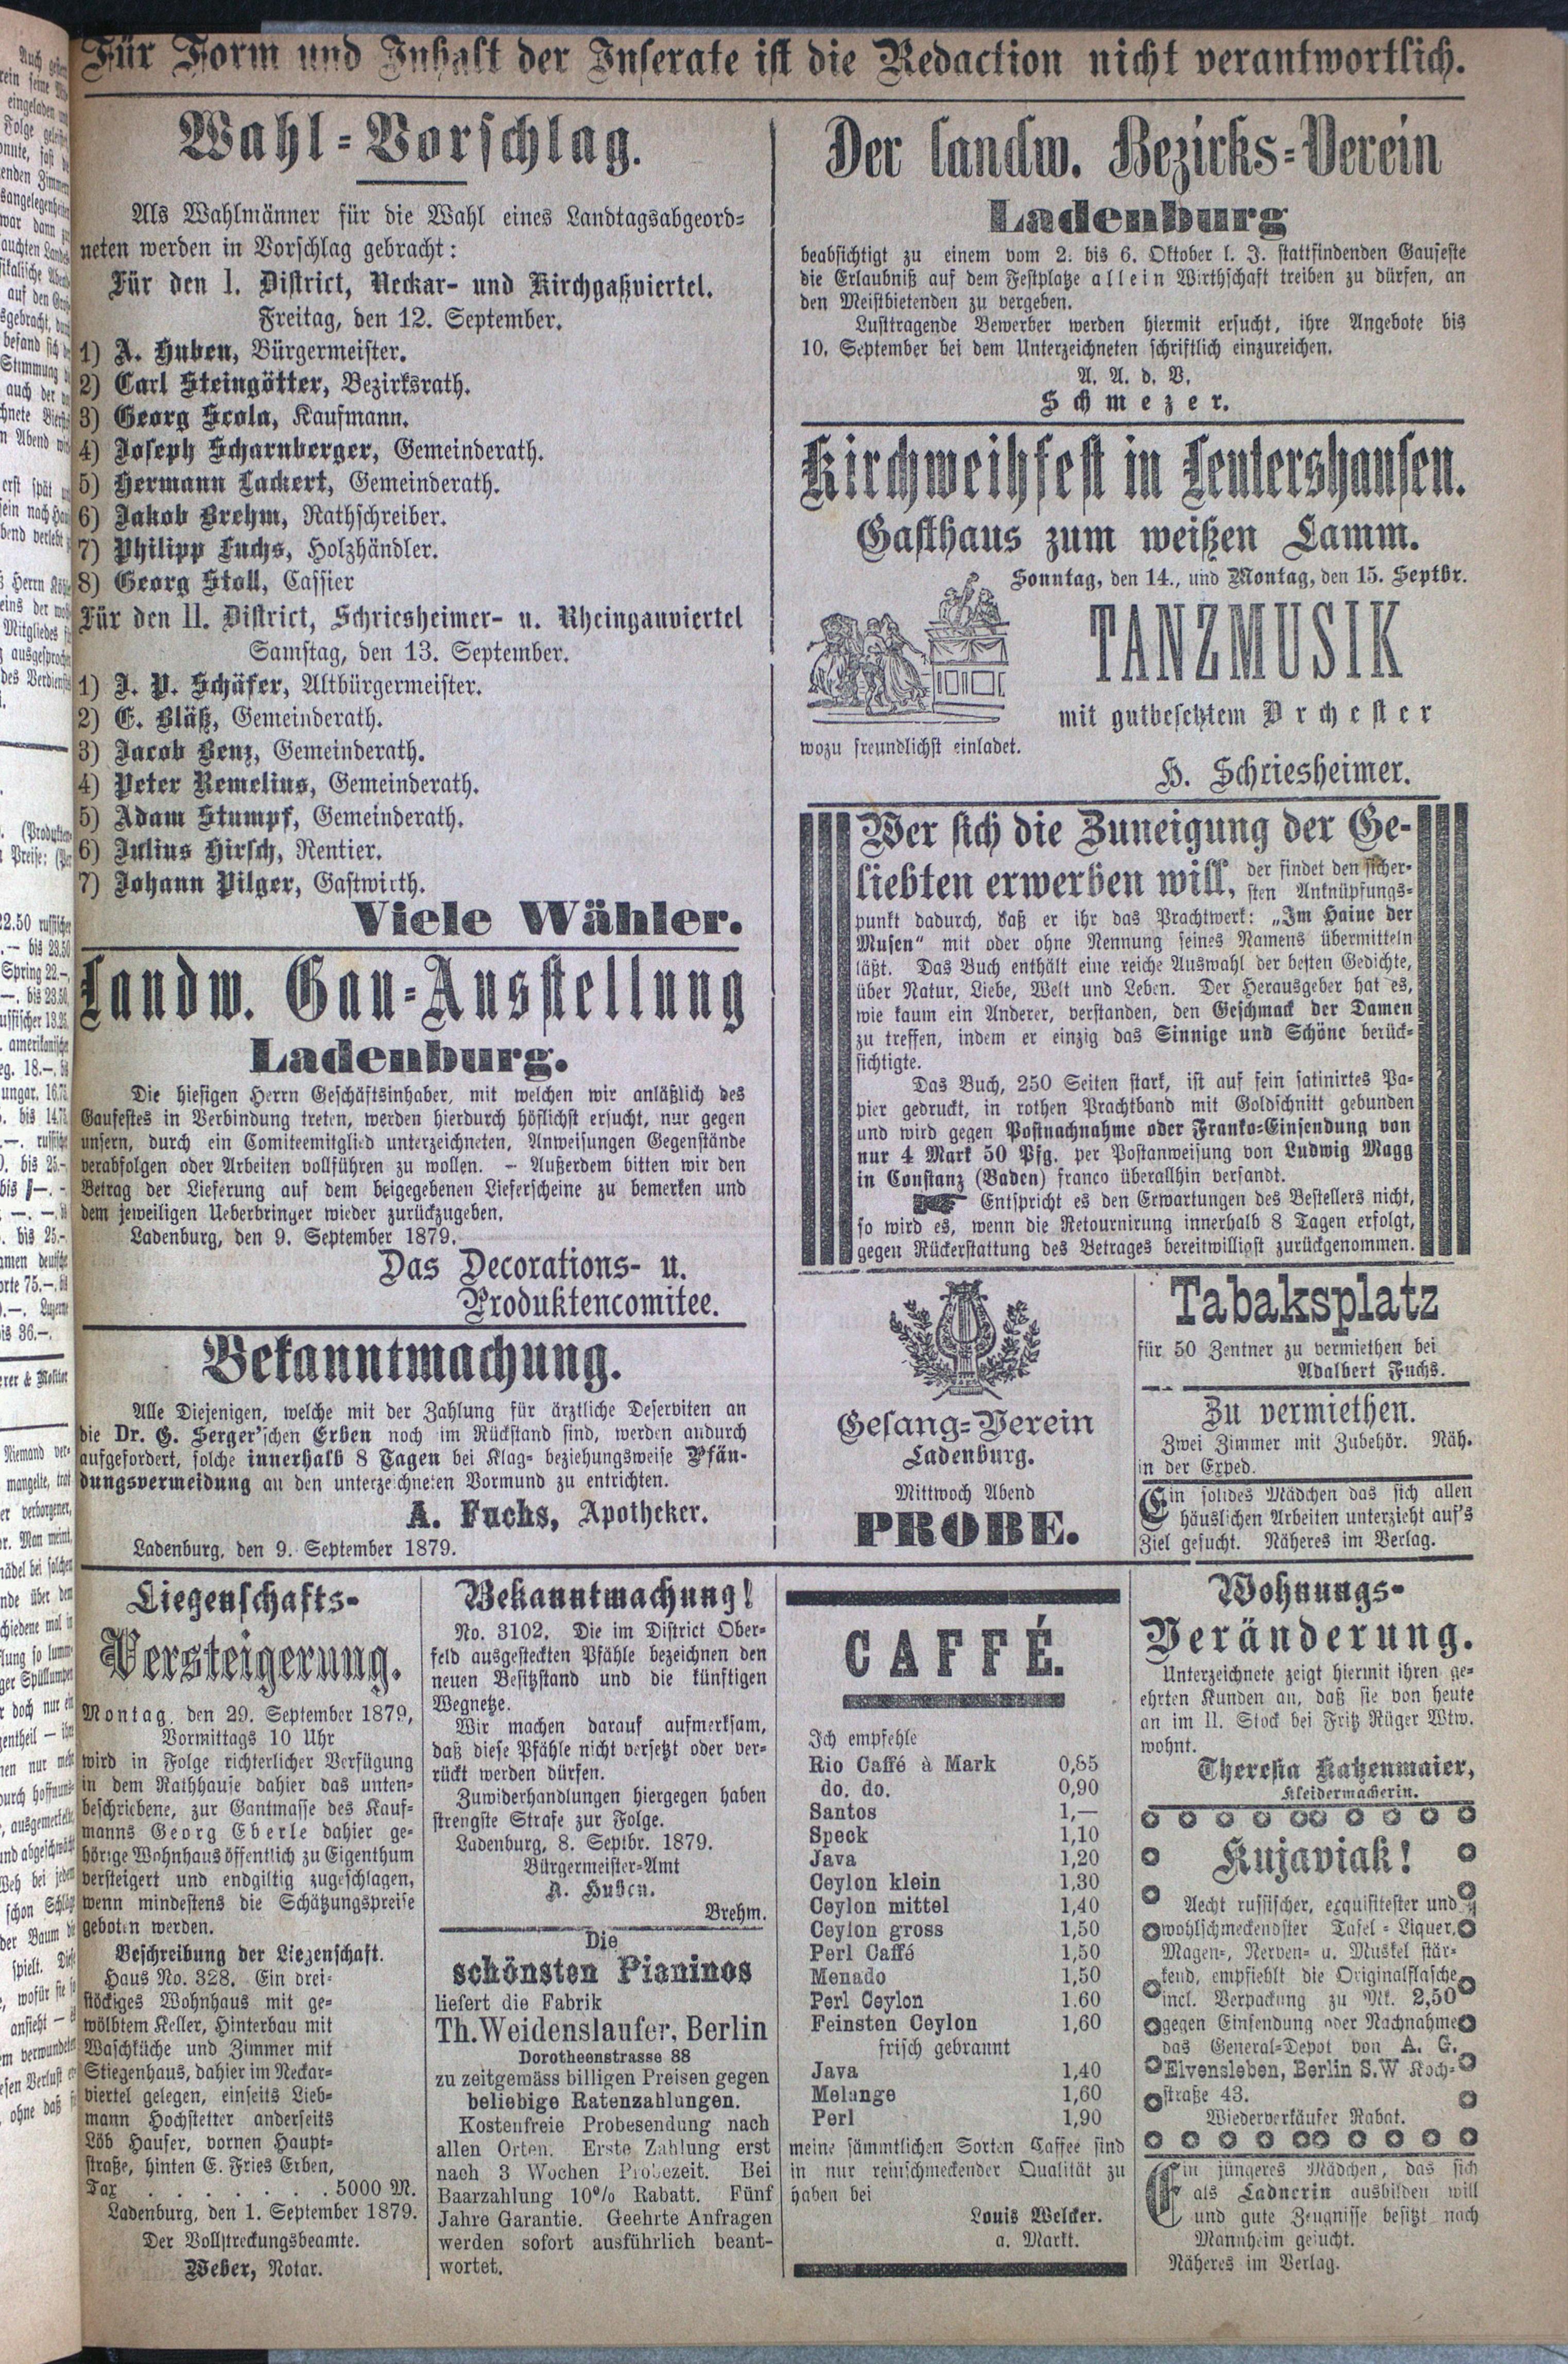 Für Form und Inhalt der Inserate ist die Redaction nicht verantwortlich.
Wahl-Vorschlag.
Als Wahlmänner für die Wahl eines Landtagsabgeord-
neten werden in Vorschlag gebracht:
Für den I. District, Neckar- und Kirchgaßviertel.
Freitag, den 12. September.
1) A. Huben, Bürgermeister.
2) Carl Steingötter, Bezirksrath.
3) Georg Scola, Kaufmann.
4) Joseph Scharnberger, Gemeinderath.
5) Hermann Lackert, Gemeinderath.
6) Jakob Brehm, Rathschreiber.
7) Philipp Fuchs, Holzhändler.
8) Georg Stoll, Cassier
Für den II. District, Schriesheimer- u. Rheingauviertel
Samstag, den 13. September.
1) J. P. Schäfer, Altbürgermeister.
2) E. Bläß, Gemeinderath.
3) Jacob Benz, Gemeinderath.
4) Peter Remelius, Gemeinderath.
5) Adam Stumpf, Gemeinderath.
6) Julius Hirsch, Rentier.
7) Johann Pilger, Gastwirth.
Viele Wähler.
Landw. Gau-Ausstellung
Ladenburg.
Die hiesigen Herrn Geschäftsinhaber, mit welchen wir anläßlich des
Gaufestes in Verbindung treten, werden hierdurch höflichst ersucht, nur gegen
unsern, durch ein Comiteemitglied unterzeichneten, Anweisungen Gegenstände
verabfolgen oder Arbeiten vollführen zu wollen. — Außerdem bitten wir den
Betrag der Lieferung auf dem beigegebenen Lieferscheine zu bemerken und
dem jeweiligen Ueberbringer wieder zurückzugeben.
Ladenburg, den 9. September 1879.
Das Decorations- u.
Produktencomitee.
Bekanntmachung.
Alle Diejenigen, welche mit der Zahlung für ärztliche Deserviten an
die Dr. G. Serger'schen Erben noch im Rückstand sind, werden andurch
aufgefordert, solche innerhalb 8 Tagen bei Klag- beziehungsweise Pfän-
dungsvermeidung an den unterzeichneten Vormund zu entrichten.
A. Fuchs, Apotheker.
Ladenburg, den 9. September 1879.
Der landw. Bezirks-Verein
Ladenburg
beabsichtigt zu einem vom 2. bis 6. Oktober l. J. stattfindenden Gaufeste
die Erlaubniß auf dem Festplatze allein Wirthschaft treiben zu dürfen, an
den Meistbietenden zu vergeben.
Lusttragende Bewerber werden hiermit ersucht, ihre Angebote bis
10. September bei dem Unterzeichneten schriftlich einzureichen.
A. A. d. V.
Schmezer.
Kirchweihfest in Leutershausen.
Gasthaus zum weißen Lamm.
Sonntag, den 14., und Montag, den 15. Septbr.
TANZMUSIK
mit gutbesetztem Orchester
wozu freundlichst einladet.
H. Schriesheimer.
Wer sich die Zuneigung der Ge-
liebten erwerben will, der findet den sicher-
sten Anknüpfungs-
punkt dadurch, daß er ihr das Prachtwerk: „Im Haine der
Musen“ mit oder ohne Nennung seines Namens übermitteln
läßt. Das Buch enthält eine reiche Auswahl der besten Gedichte,
über Natur, Liebe, Welt und Leben. Der Herausgeber hat es,
wie kaum ein Anderer, verstanden, den Geschmack der Damen
zu treffen, indem er einzig das Sinnige und Schöne berück-
sichtigte.
Das Buch, 250 Seiten stark, ist auf fein satinirtes Pa-
pier gedruckt, in rothen Prachtband mit Goldschnitt gebunden
und wird gegen Postnachnahme oder Franko-Einsendung von
nur 4 Mark 50 Pfg. per Postanweisung von Ludwig Magg
in Constanz (Baden) franco überallhin versandt.
Entspricht es den Erwartungen des Bestellers nicht,
so wird es, wenn die Retournirung innerhalb 8 Tagen erfolgt,
gegen Rückerstattung des Betrages bereitwilligst zurückgenommen.
Gesang-Verein
Ladenburg.
Mittwoch Abend
PROBE.
Tabaksplatz
für 50 Zentner zu vermiethen bei
Adalbert Fuchs.
Zu vermiethen.
Zwei Zimmer mit Zubehör. Näh.
in der Exped.
Ein solides Mädchen das sich allen
häuslichen Arbeiten unterzieht auf's
Ziel gesucht. Näheres im Verlag.
Liegenschafts-
Versteigerung.
Montag, den 29. September 1879,
Vormittags 10 Uhr
wird in Folge richterlicher Verfügung
in dem Rathhause dahier das unten-
beschriebene, zur Gantmasse des Kauf-
manns Georg Eberle dahier ge-
hörige Wohnhaus öffentlich zu Eigenthum
versteigert und endgiltig zugeschlagen,
wenn mindestens die Schätzungspreise
geboten werden.
Beschreibung der Liegenschaft.
Haus No. 328. Ein drei-
stöckiges Wohnhaus mit ge-
wölbtem Keller, Hinterbau mit
Waschküche und Zimmer mit
Stiegenhaus, dahier im Neckar-
viertel gelegen, einseits Lieb-
mann Hochstetter anderseits
Löb Hauser, vornen Haupt-
straße, hinten E. Fries Erben,
Tax . . . . . . . 5000 M.
Ladenburg, den 1. September 1879.
Der Vollstreckungsbeamte.
Weber, Notar.
Bekanntmachung!
No. 3102. Die im District Ober-
feld ausgesteckten Pfähle bezeichnen den
neuen Besitzstand und die künftigen
Wegnetze.
Wir machen darauf aufmerksam,
daß diese Pfähle nicht versetzt oder ver-
rückt werden dürfen.
Zuwiderhandlungen hiergegen haben
strengste Strafe zur Folge.
Ladenburg, 8. Septbr. 1879.
Bürgermeister-Amt
A. Huben.
Brehm.
Die
schönsten Pianinos
liefert die Fabrik
Th. Weidenslaufer, Berlin
Dorotheenstrasse 88
zu zeitgemäss billigen Preisen gegen
beliebige Ratenzahlungen.
Kostenfreie Probesendung nach
allen Orten. Erste Zahlung erst
nach 3 Wochen Probezeit. Bei
Baarzahlung 10% Rabatt. Fünf
Jahre Garantie. Geehrte Anfragen
werden sofort ausführlich beant-
wortet.
CAFFÉ.
Ich empfehle
Rio Caffé à Mark 0,85
do. do. 0,90
Santos 1,—
Speck 1,10
Java 1,20
Ceylon klein 1,30
Ceylon mittel 1,40
Ceylon gross 1,50
Perl Caffé 1,50
Menado 1,50
Perl Ceylon 1.60
Feinsten Ceylon 1,60
frisch gebrannt
Java 1,40
Melange 1,60
Perl 1,90
meine sämmtlichen Sorten Caffee sind
in nur reinschmeckender Qualität zu
haben bei
Louis Welcker.
a. Markt.
Wohnungs-
Veränderung.
Unterzeichnete zeigt hiermit ihren ge-
ehrten Kunden an, daß sie von heute
an im II. Stock bei Fritz Rüger Wtw.
wohnt.
Theresia Katzenmaier,
Kleidermacherin.
Kujaviak!
Aecht russischer, exquisitester und
wohlschmeckendster Tafel-Liquer,
Magen-, Nerven- u. Muskel stär-
kend, empfiehlt die Originalflasche
incl. Verpackung zu Mk. 2,50
gegen Einsendung oder Nachnahme
das General-Depot von A. G.
Elvensleben, Berlin S.W Koch-
straße 43.
Wiederverkäufer Rabat.
Ein jüngeres Mädchen, das sich
als Ladnerin ausbilden will
und gute Zeugnisse besitzt nach
Mannheim gesucht.
Näheres im Verlag.